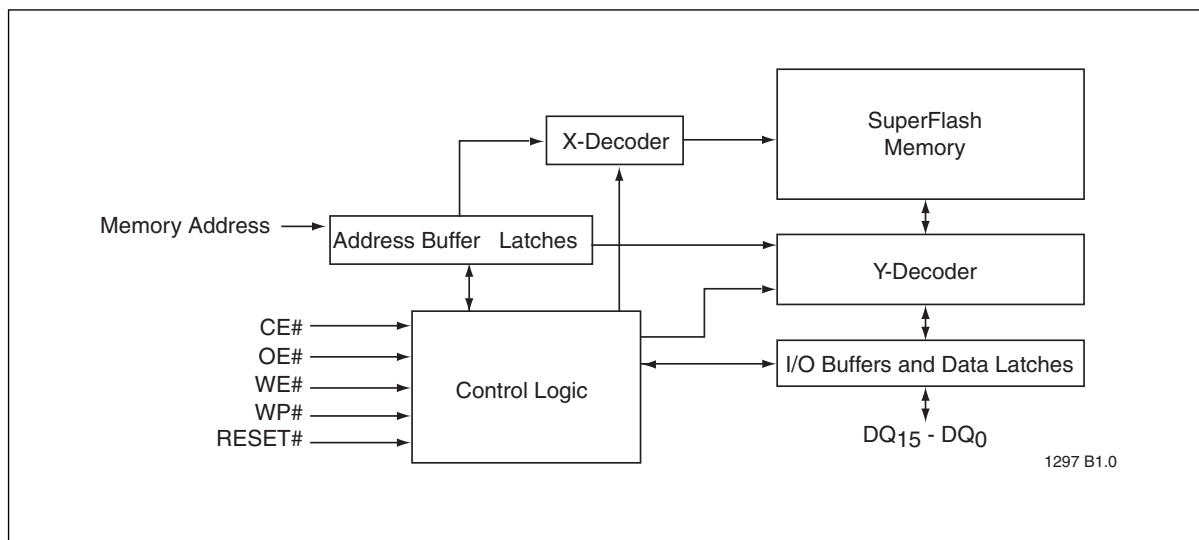 SuperFlash
Memory
X-Decoder
Memory Address
Address Buffer Latches
Y-Decoder
CE#
OE#
WE#
WP#
RESET#
Control Logic
I/O Buffers and Data Latches
DQ15 - DQ0
1297 B1.0